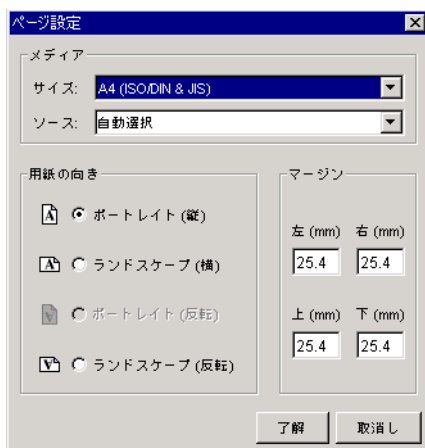 ページ設定
メディア
サイズ: A4 (ISO/DIN & JIS)
ソース: 自動選択
用紙の向き
ポートレイト (縦)
ランドスケープ (横)
ポートレイト (反転)
ランドスケープ (反転)
マージン
左 (mm) 右 (mm)
25.4 25.4
上 (mm) 下 (mm)
25.4 25.4
了解 取消し